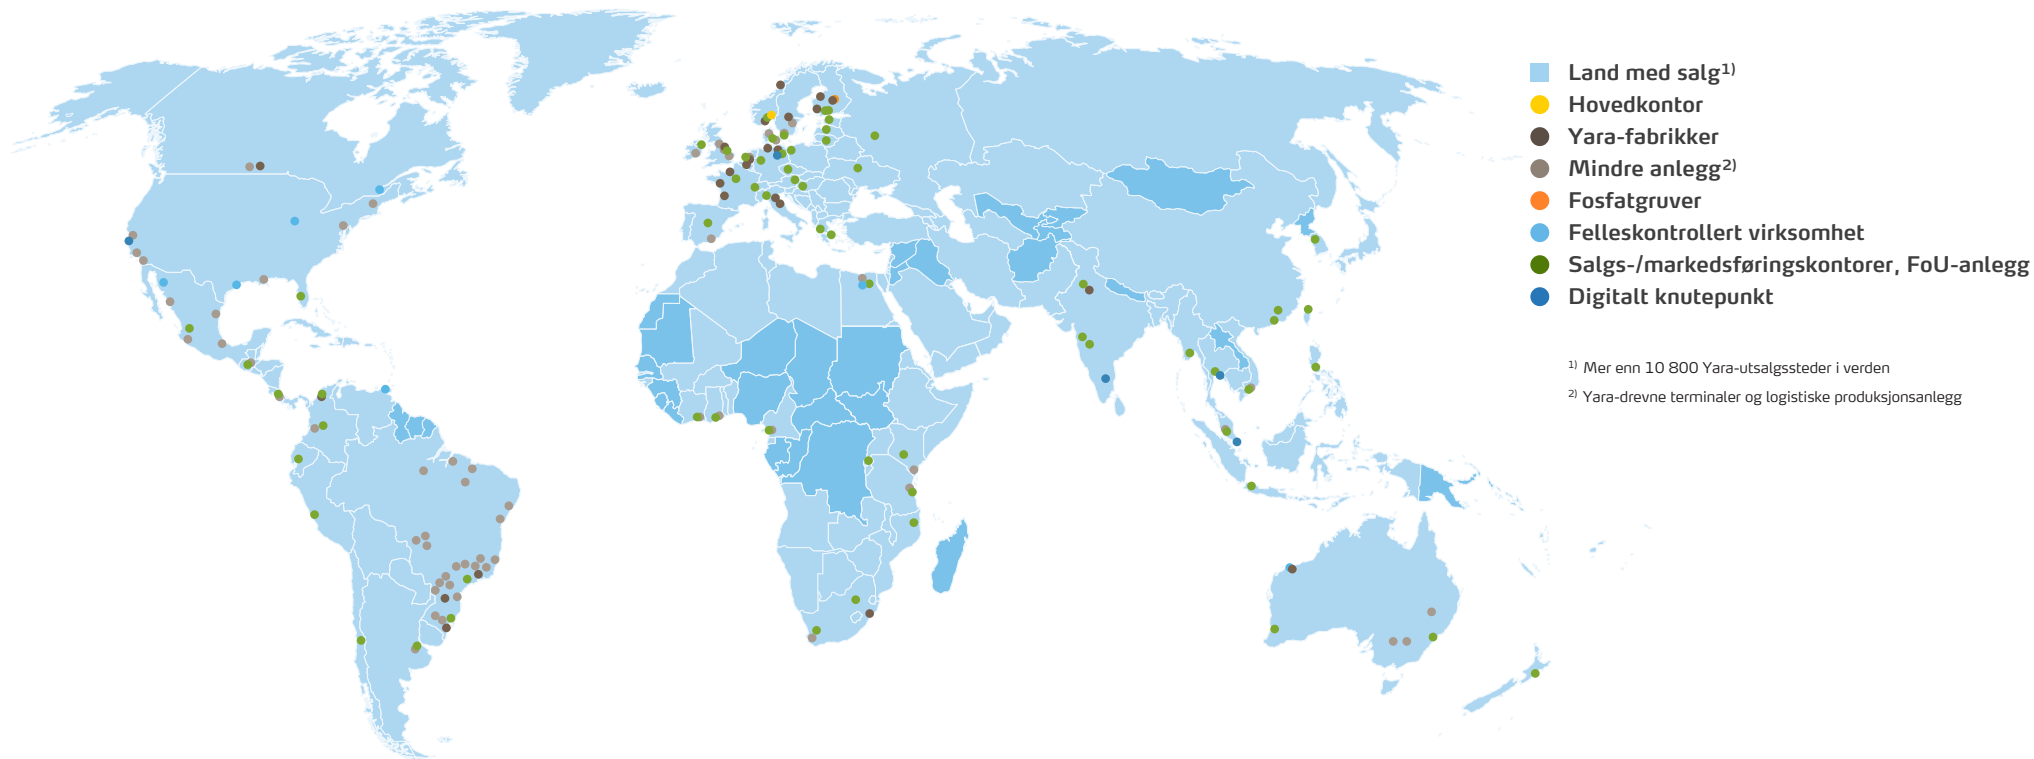 Land med salg1)
Hovedkontor
Yara-fabrikker
Mindre anlegg2)
Fosfatgruver
Felleskontrollert virksomhet
Salgs-/markedsføringskontorer, FoU-anlegg
Digitalt knutepunkt
1) Mer enn 10 800 Yara-utsalgssteder i verden
2) Yara-drevne terminaler og logistiske produksjonsanlegg